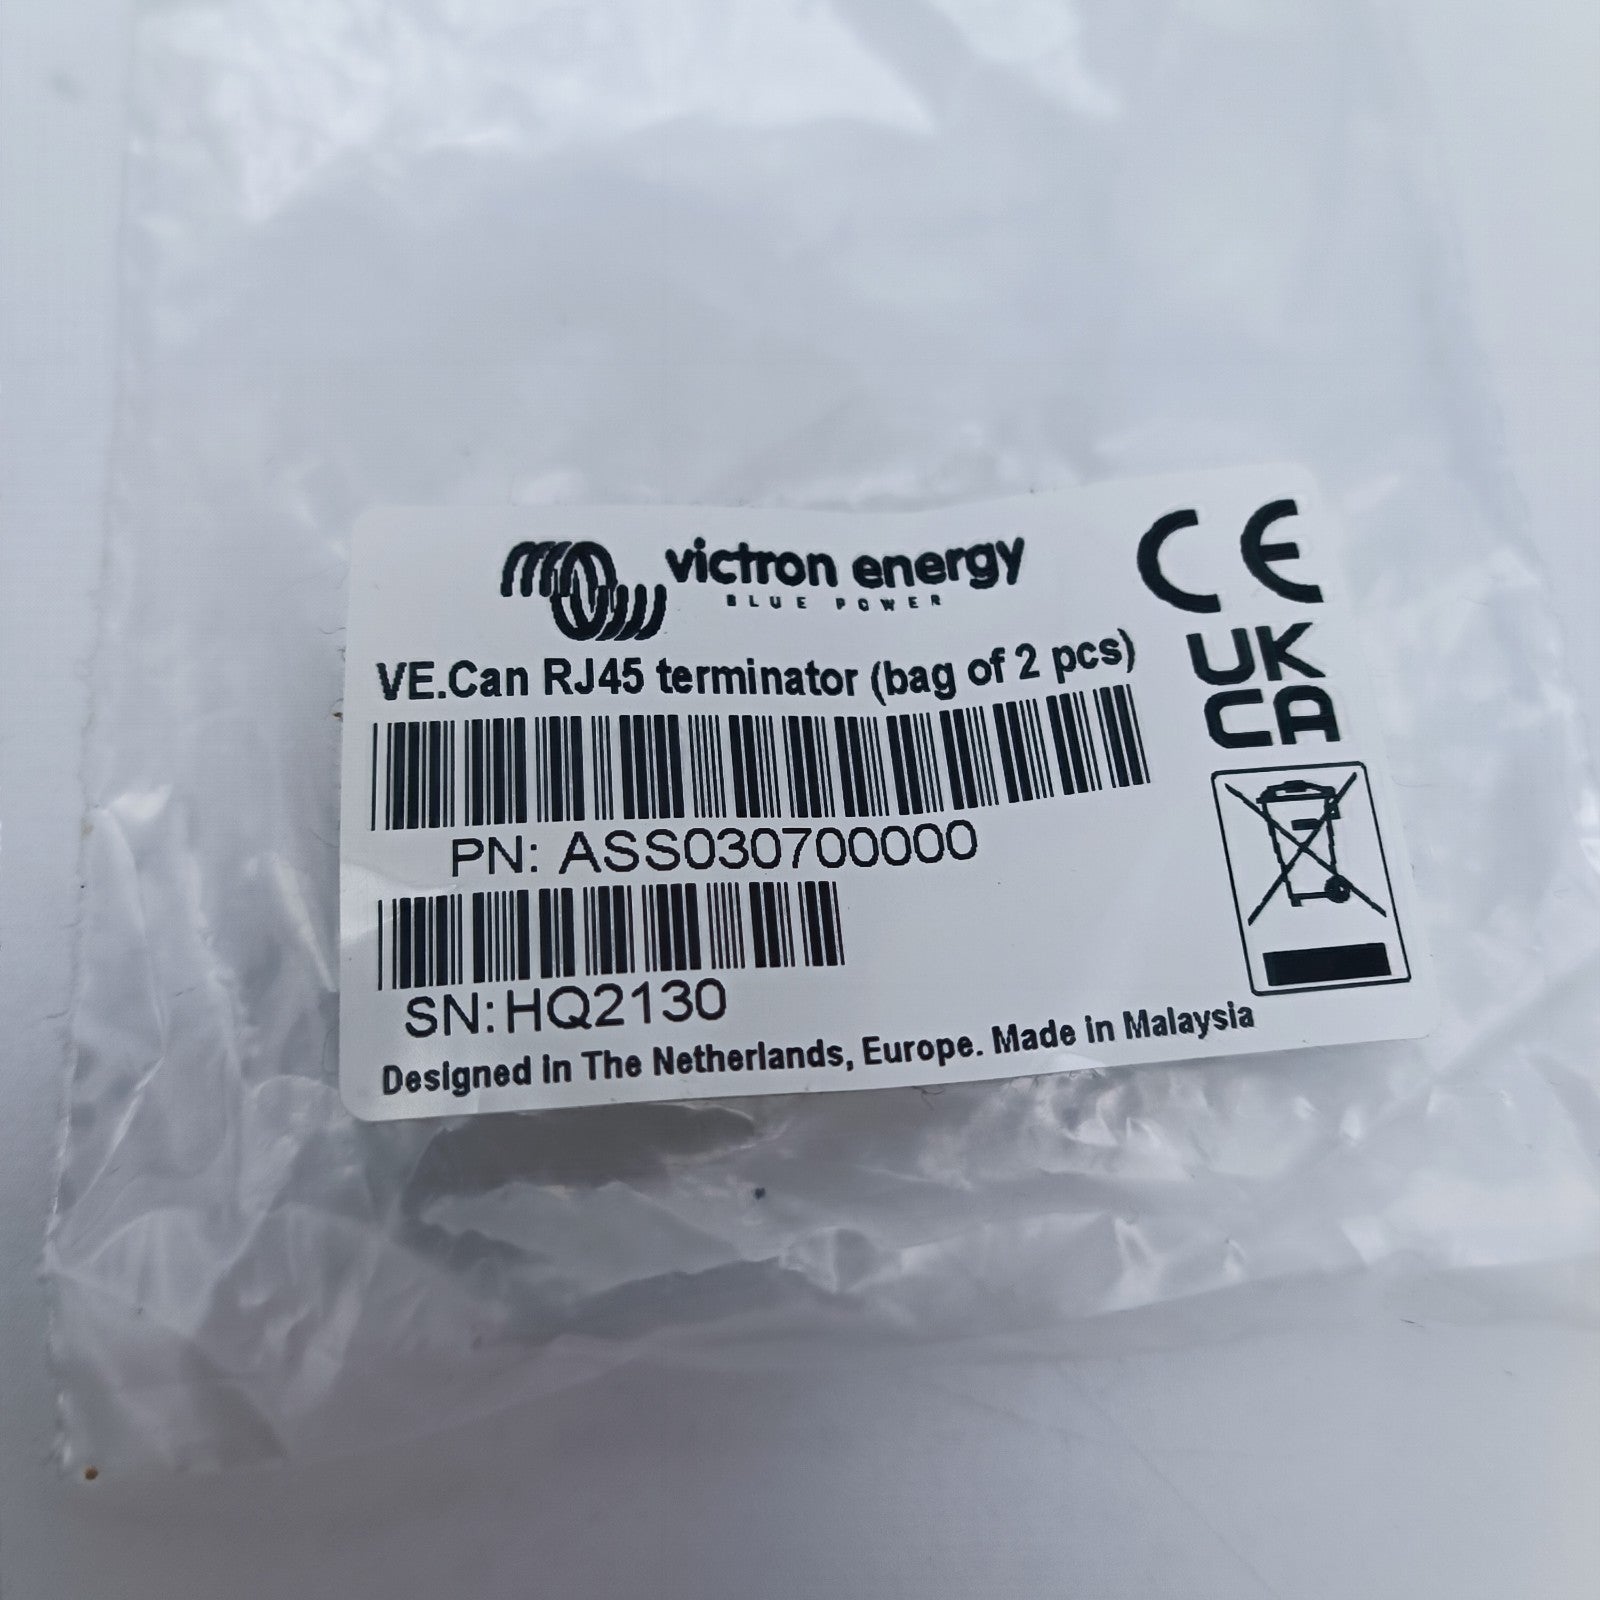 victron energy
BLUE POWER
CE
UK
CA
VE.Can RJ45 terminator (bag of 2 pcs)
PN: ASS030700000
SN:HQ2130
Designed in The Netherlands, Europe. Made in Malaysia